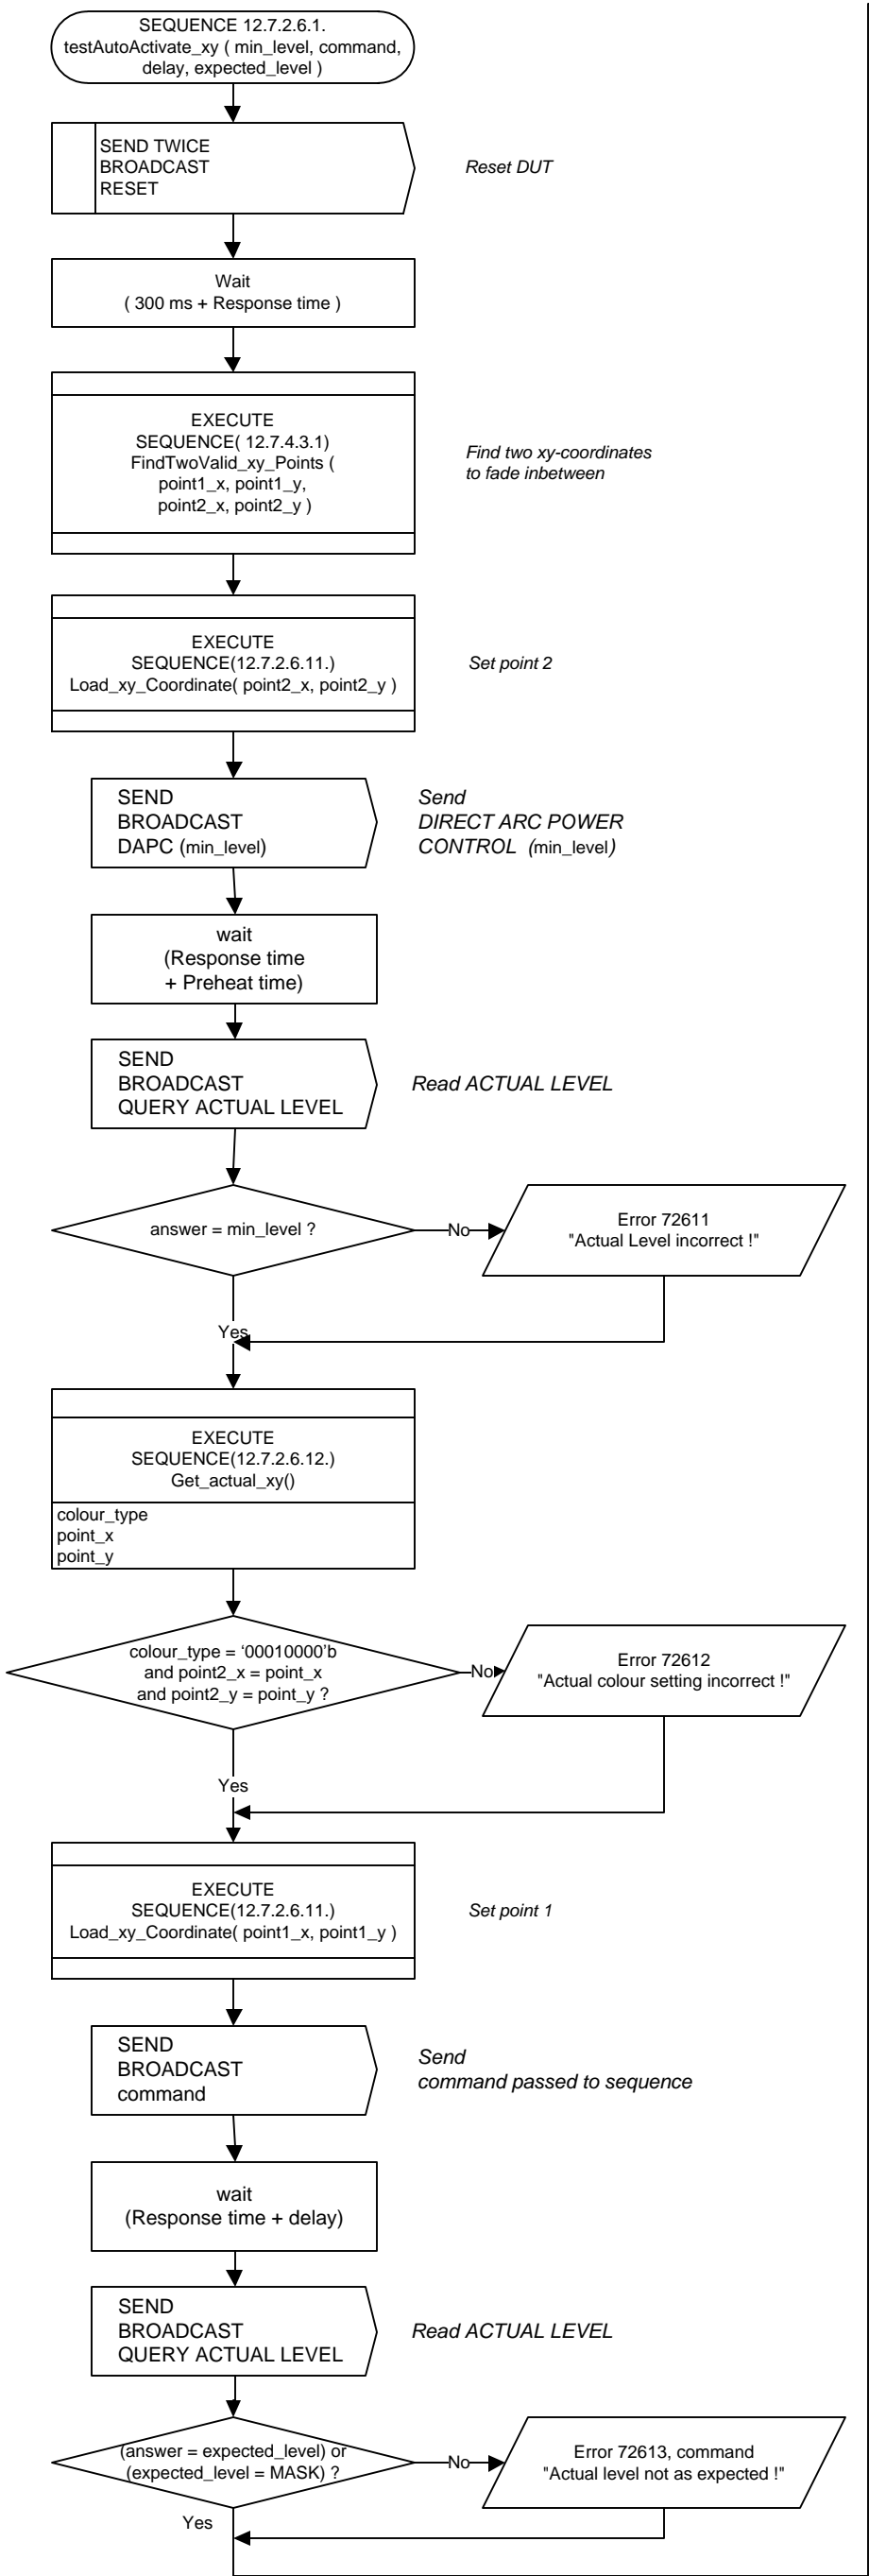 SEQUENCE 12.7.2.6.1.
testAutoActivate_xy ( min_level, command,
delay, expected_level )
SEND TWICE
BROADCAST
RESET
Reset DUT
Wait
( 300 ms + Response time )
EXECUTE
SEQUENCE( 12.7.4.3.1)
FindTwoValid_xy_Points (
point1_x, point1_y,
point2_x, point2_y )
Find two xy-coordinates
to fade inbetween
EXECUTE
SEQUENCE(12.7.2.6.11.)
Load_xy_Coordinate( point2_x, point2_y )
Set point 2
SEND
BROADCAST
DAPC (min_level)
Send
DIRECT ARC POWER
CONTROL (min_level)
wait
(Response time
+ Preheat time)
SEND
BROADCAST
QUERY ACTUAL LEVEL
Read ACTUAL LEVEL
answer = min_level ?
No
Error 72611
"Actual Level incorrect !"
Yes
EXECUTE
SEQUENCE(12.7.2.6.12.)
Get_actual_xy()
colour_type
point_x
point_y
colour_type = ‘00010000’b
and point2_x = point_x
and point2_y = point_y ?
No
Error 72612
"Actual colour setting incorrect !"
Yes
EXECUTE
SEQUENCE(12.7.2.6.11.)
Load_xy_Coordinate( point1_x, point1_y )
Set point 1
SEND
BROADCAST
command
Send
command passed to sequence
wait
(Response time + delay)
SEND
BROADCAST
QUERY ACTUAL LEVEL
Read ACTUAL LEVEL
(answer = expected_level) or
(expected_level = MASK) ?
No
Error 72613, command
"Actual level not as expected !"
Yes